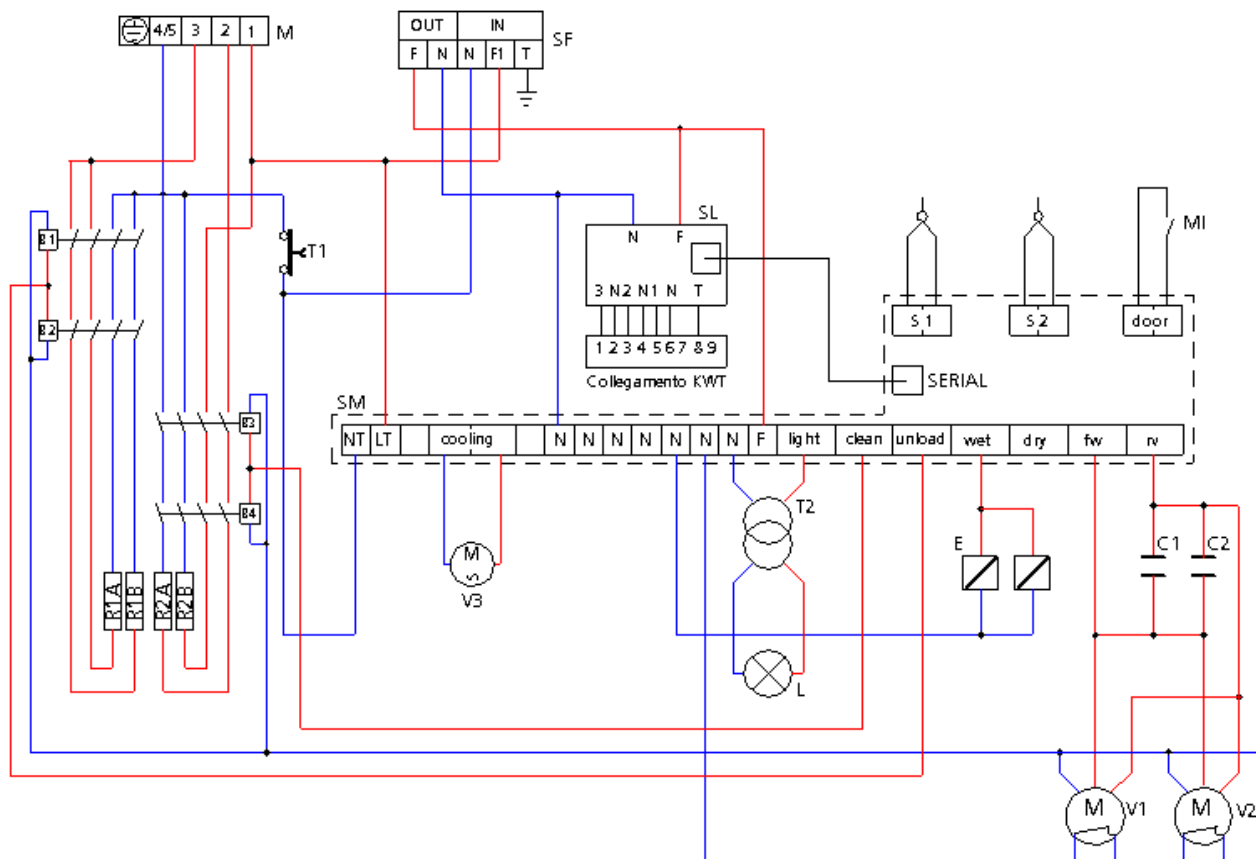 4/5 3 2 1 M
OUT IN SF
F N N F1 T
SL
N F
3 N2 N1 N T
1 2 3 4 5 6 7 8 9
Collegamento KWT
T1
B1
B2
B3
B4
S1 S2 door
MI
SERIAL
SM
NT LT cooling N N N N N N N F light clean unload wet dry fw rv
M
S
V3
T2
L
E
C1 C2
R1A R1B R2A R2B
M V1
M V2